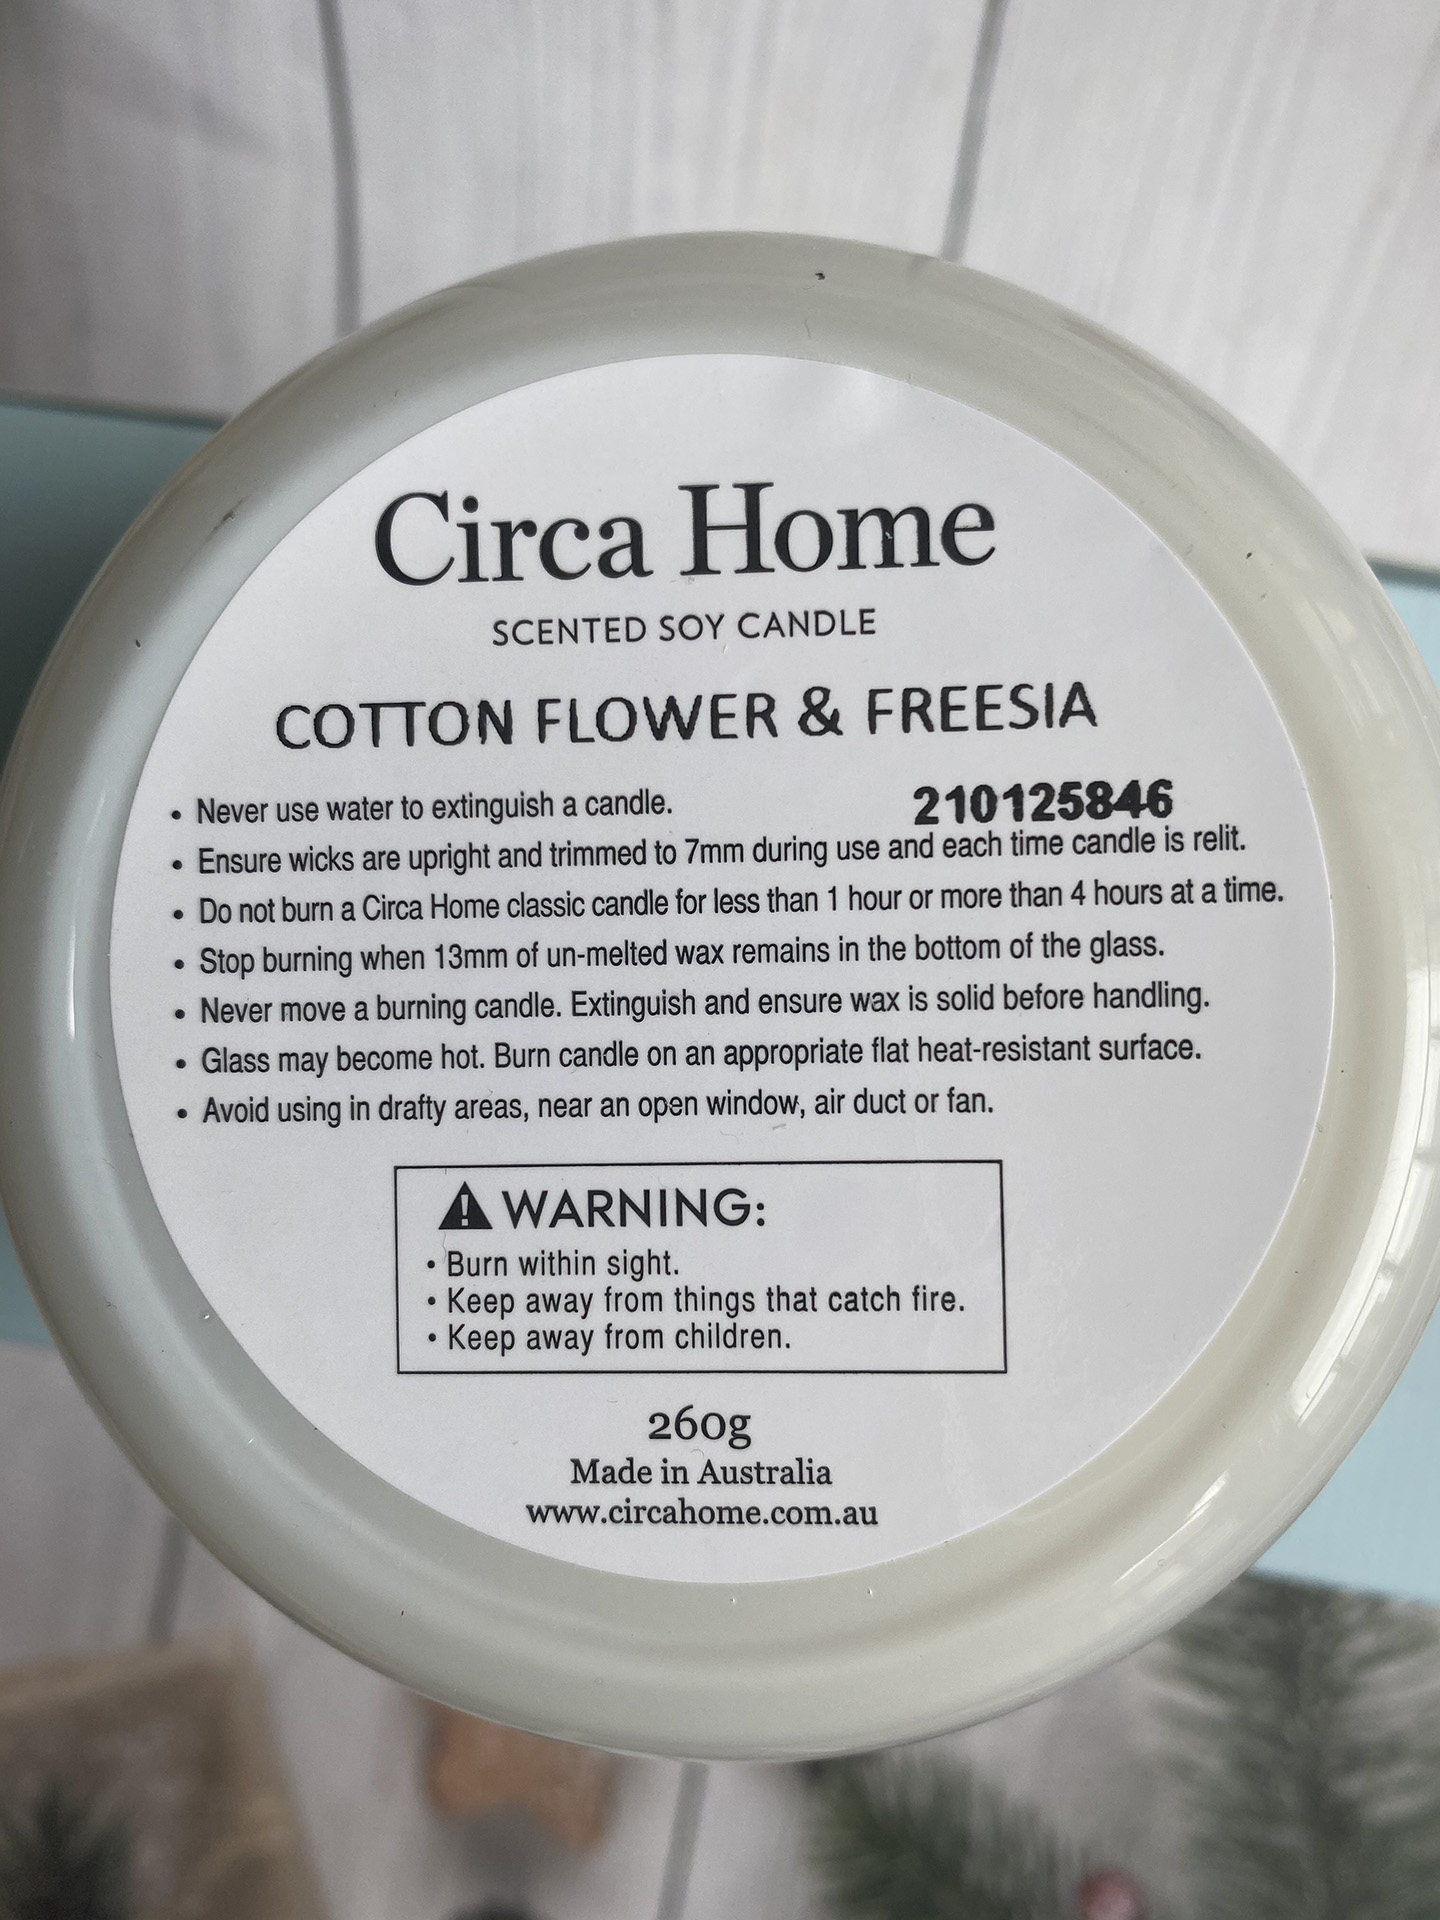 Circa Home
SCENTED SOY CANDLE
COTTON FLOWER & FREESIA
210125846
• Never use water to extinguish a candle.
• Ensure wicks are upright and trimmed to 7mm during use and each time candle is relit.
• Do not burn a Circa Home classic candle for less than 1 hour or more than 4 hours at a time.
• Stop burning when 13mm of un-melted wax remains in the bottom of the glass.
• Never move a burning candle. Extinguish and ensure wax is solid before handling.
• Glass may become hot. Burn candle on an appropriate flat heat-resistant surface.
• Avoid using in drafty areas, near an open window, air duct or fan.
⚠ WARNING:
• Burn within sight.
• Keep away from things that catch fire.
• Keep away from children.
260g
Made in Australia
www.circahome.com.au